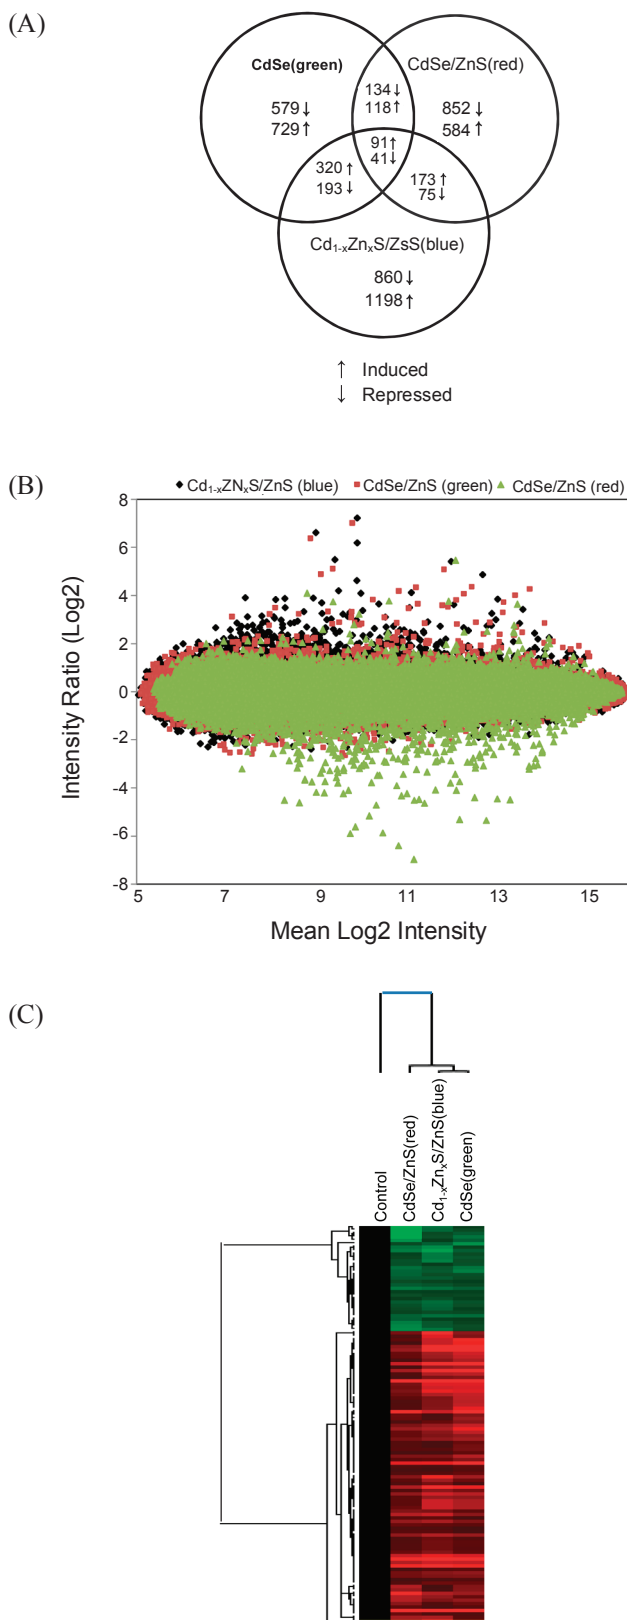 (A)
CdSe(green)
CdSe/ZnS(red)
134↓
118↑
579↓
729↑
852↓
584↑
91↑
41↓
320↑
193↓
173↑
75↓
Cd1-xZnxS/ZsS(blue)
860↓
1198↑
↑ Induced
↓ Repressed
(B)
Cd1-xZNxS/ZnS (blue) CdSe/ZnS (green) CdSe/ZnS (red)
8
6
4
2
0
-2
-4
-6
-8
5 7 9 11 13 15
Intensity Ratio (Log2)
Mean Log2 Intensity
(C)
Control
CdSe/ZnS(red)
Cd1-xZnxS/ZnS(blue)
CdSe(green)